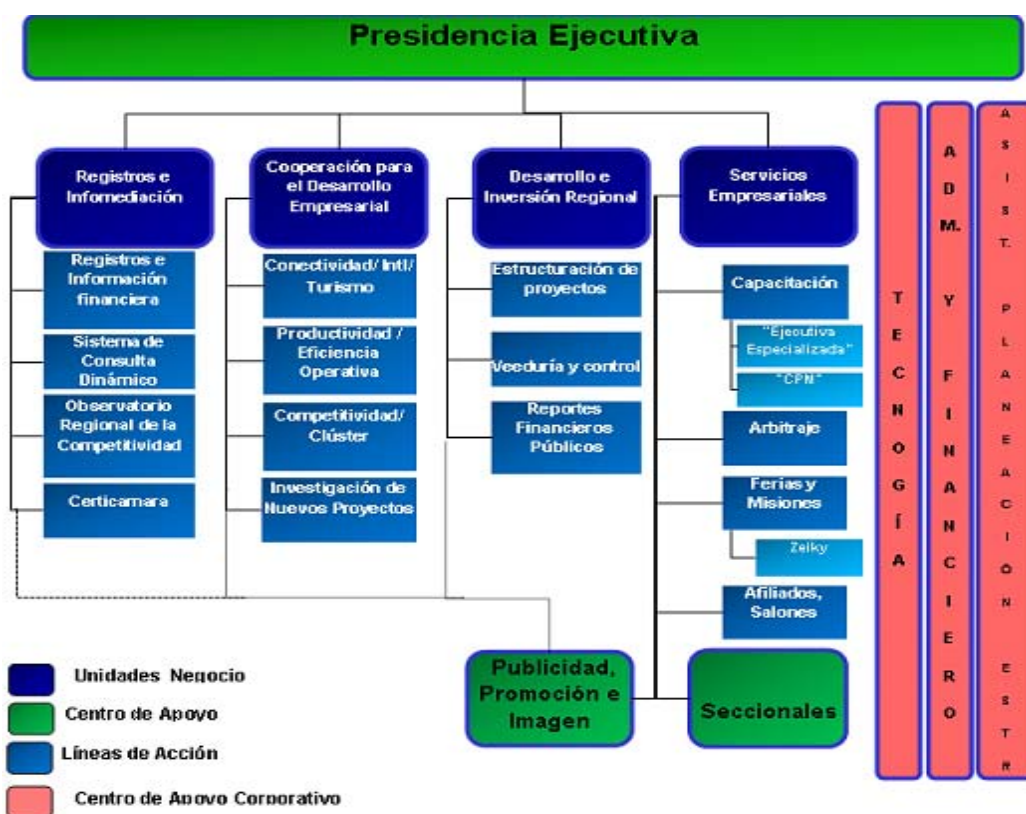 Presidencia Ejecutiva
Registros e
Infomediación
Cooperación para
el Desarrollo
Empresarial
Desarrollo e
Inversión Regional
Servicios
Empresariales
Registros e
Información
financiera
Sistema de
Consulta
Dinámico
Observatorio
Regional de la
Competitividad
Certicamara
Conectividad/ Intl/
Turismo
Productividad /
Eficiencia
Operativa
Competitividad/
Clúster
Investigación de
Nuevos Proyectos
Estructuración de
proyectos
Veeduría y control
Reportes
Financieros
Públicos
Capacitación
"Ejecutiva
Especializada"
"CPN"
Arbitraje
Ferias y
Misiones
Zeiky
Afiliados,
Salones
Publicidad,
Promoción e
Imagen
Seccionales
TECNOGÍA
ADM. Y FINANCIERO
ASIST. PLANEACIÓN ESTR
Unidades Negocio
Centro de Apoyo
Líneas de Acción
Centro de Apoyo Corporativo